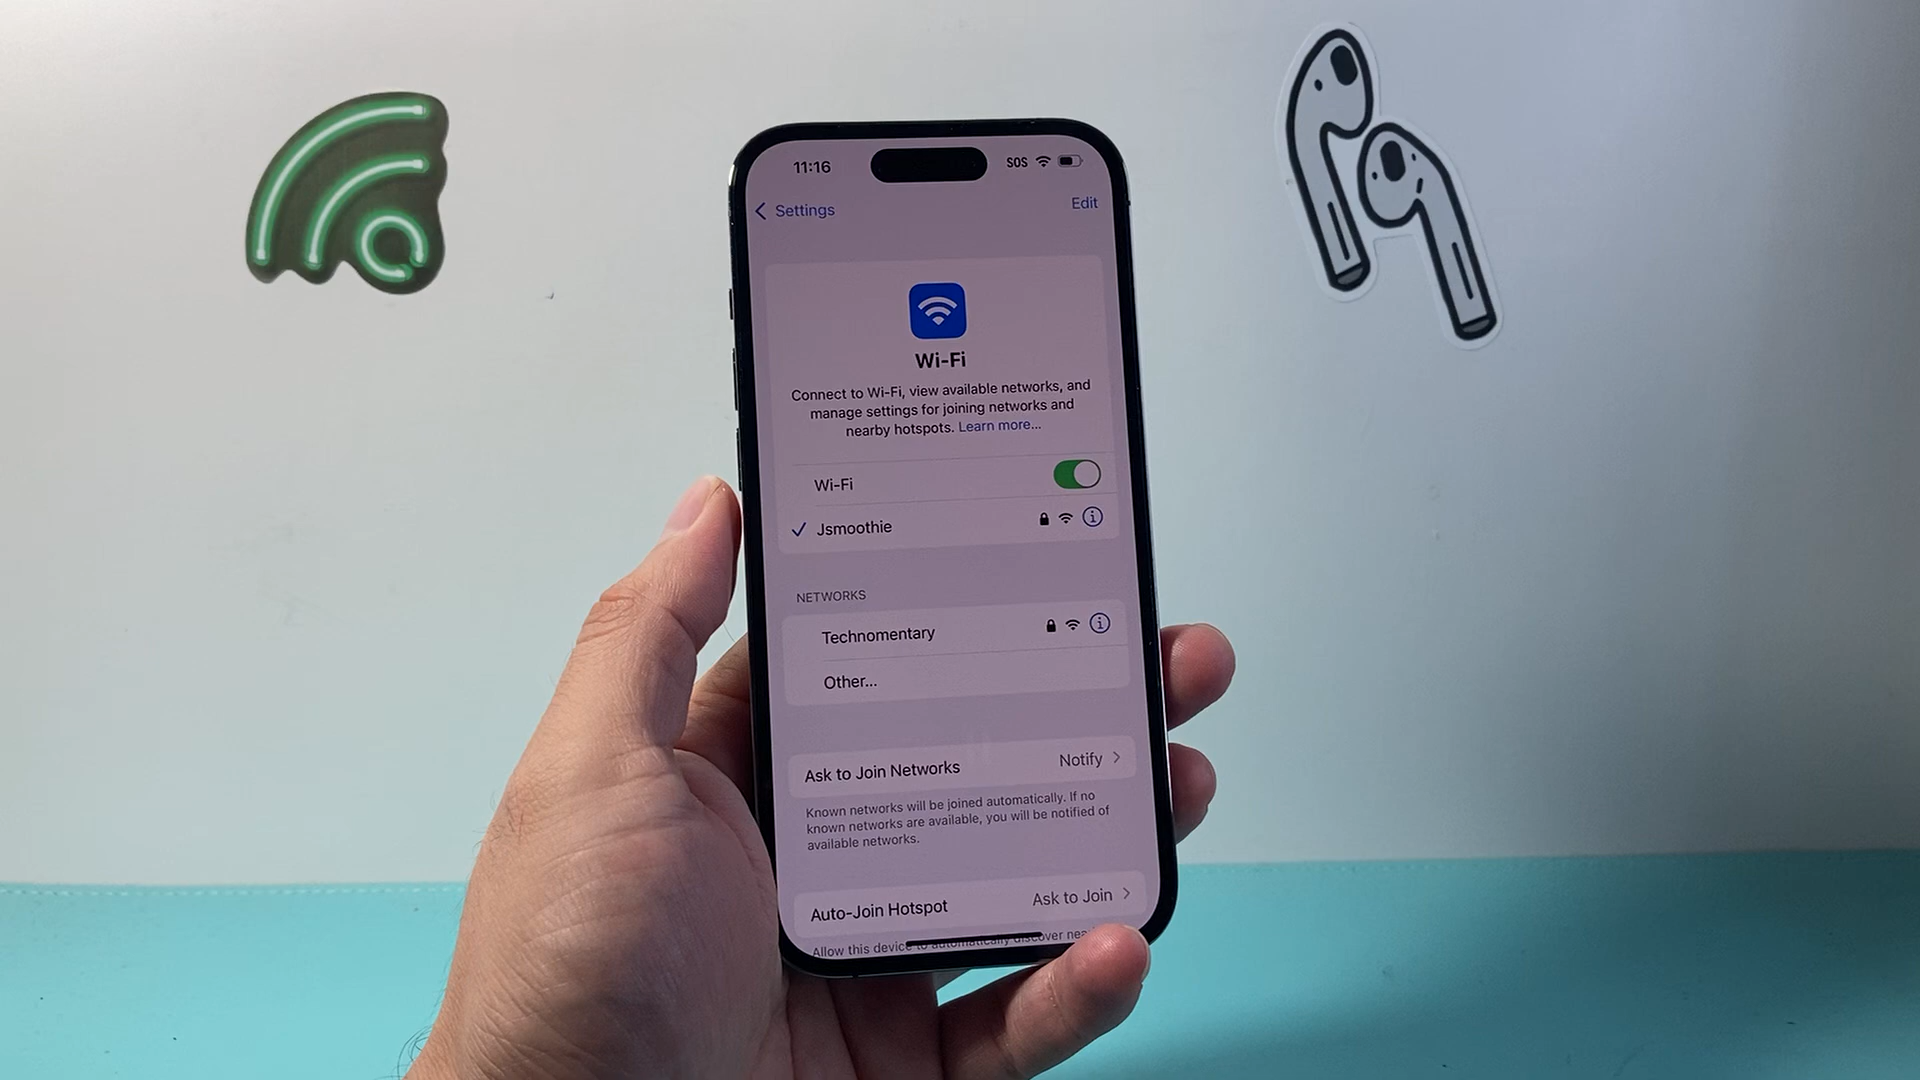 11:16 SOS
Settings Edit
Wi-Fi
Connect to Wi-Fi, view available networks, and
manage settings for joining networks and
nearby hotspots. Learn more...
Wi-Fi
Jsmoothie
NETWORKS
Technomentary
Other...
Ask to Join Networks Notify
Known networks will be joined automatically. If no
known networks are available, you will be notified of
available networks.
Auto-Join Hotspot Ask to Join
Allow this device to automatically discover